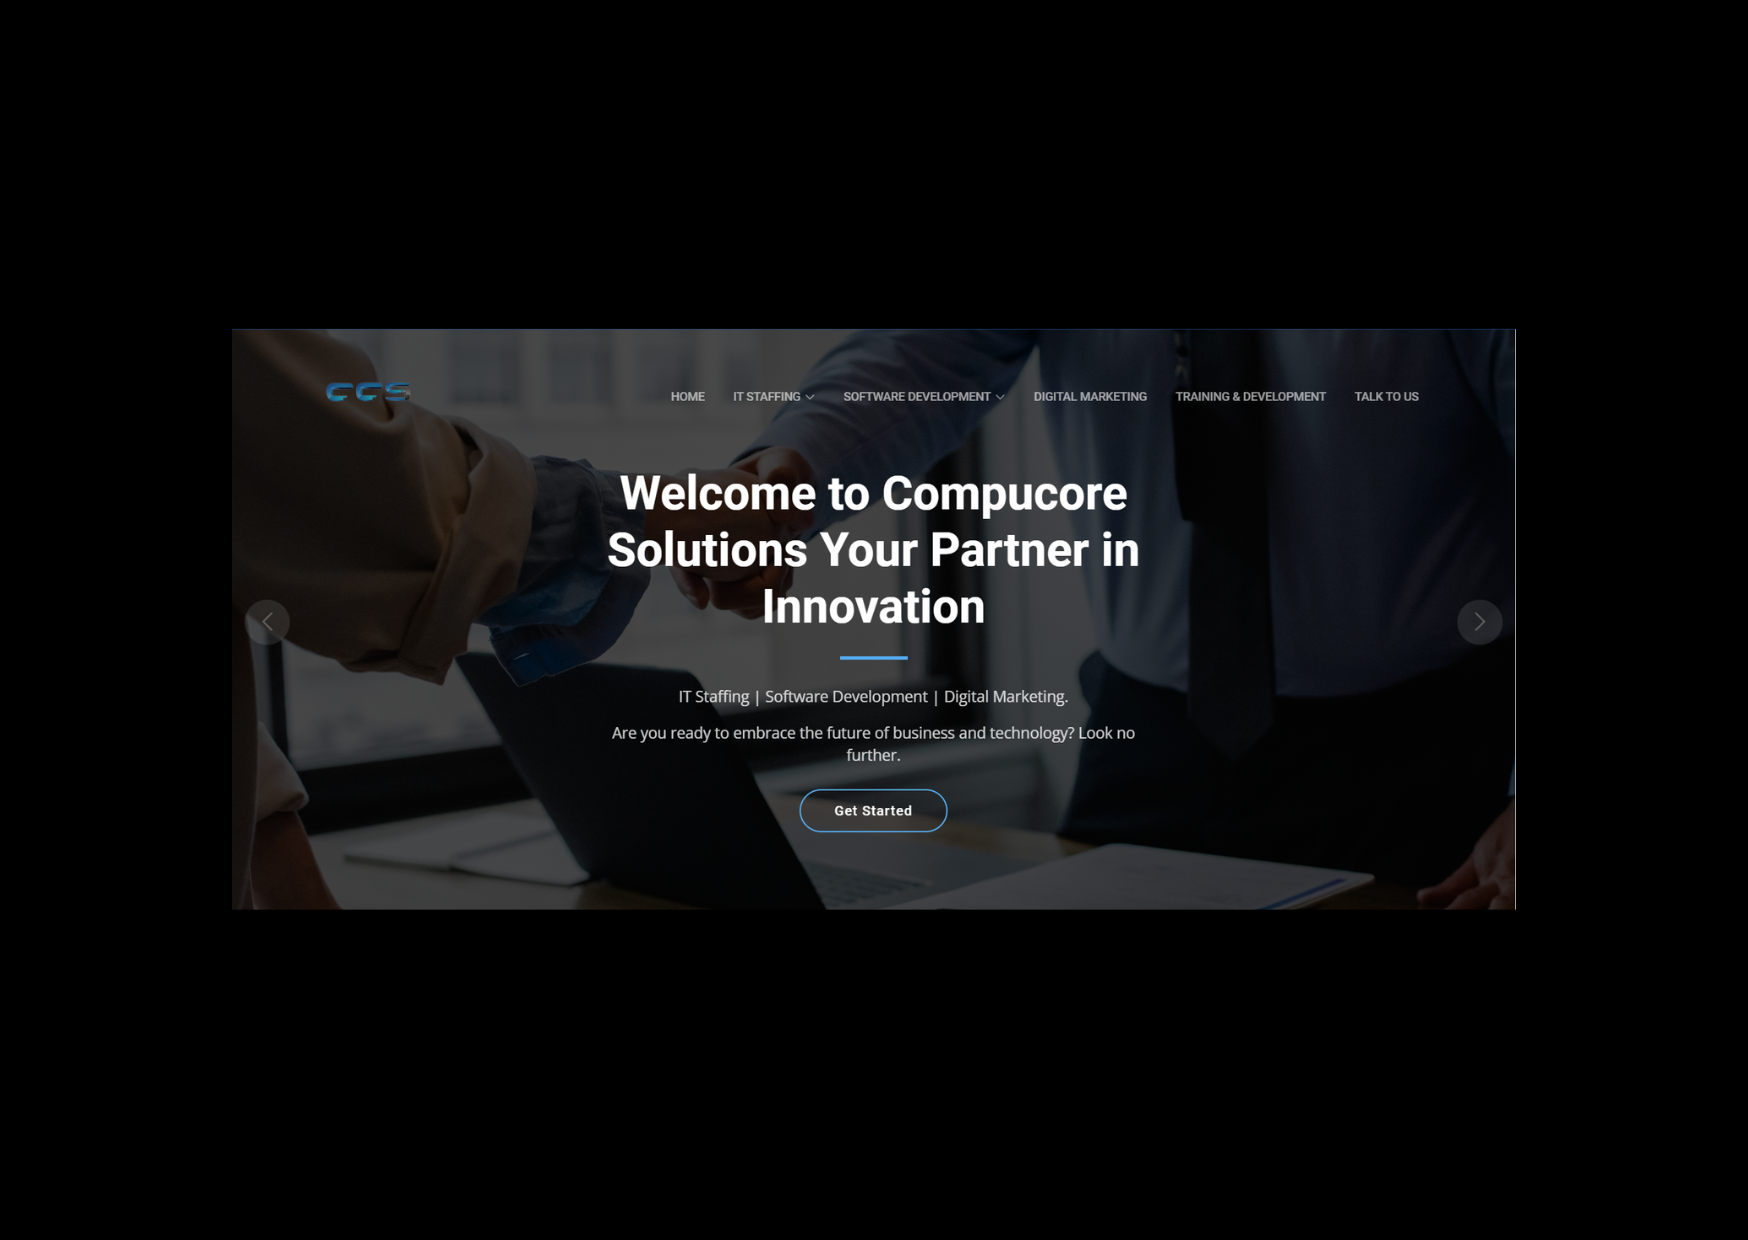 CCS
HOME IT STAFFING SOFTWARE DEVELOPMENT DIGITAL MARKETING TRAINING & DEVELOPMENT TALK TO US
Welcome to Compucore
Solutions Your Partner in
Innovation
IT Staffing | Software Development | Digital Marketing.
Are you ready to embrace the future of business and technology? Look no
further.
Get Started